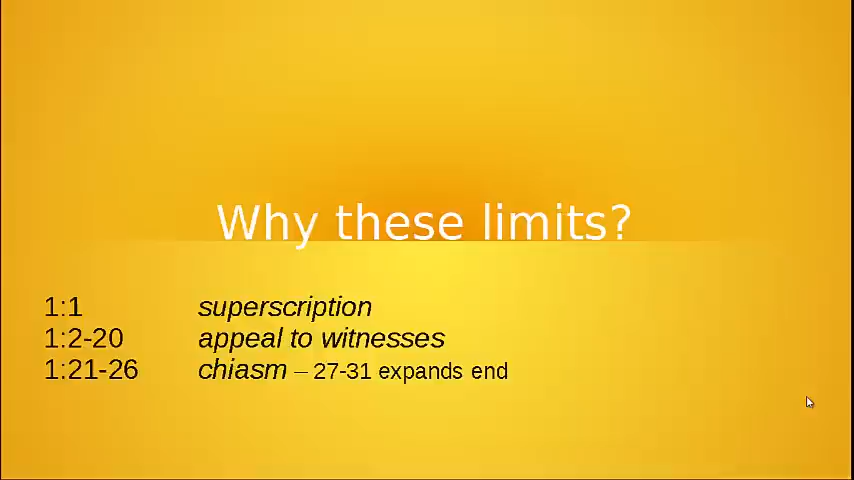 Why these limits?
1:1 superscription
1:2-20 appeal to witnesses
1:21-26 chiasm – 27-31 expands end